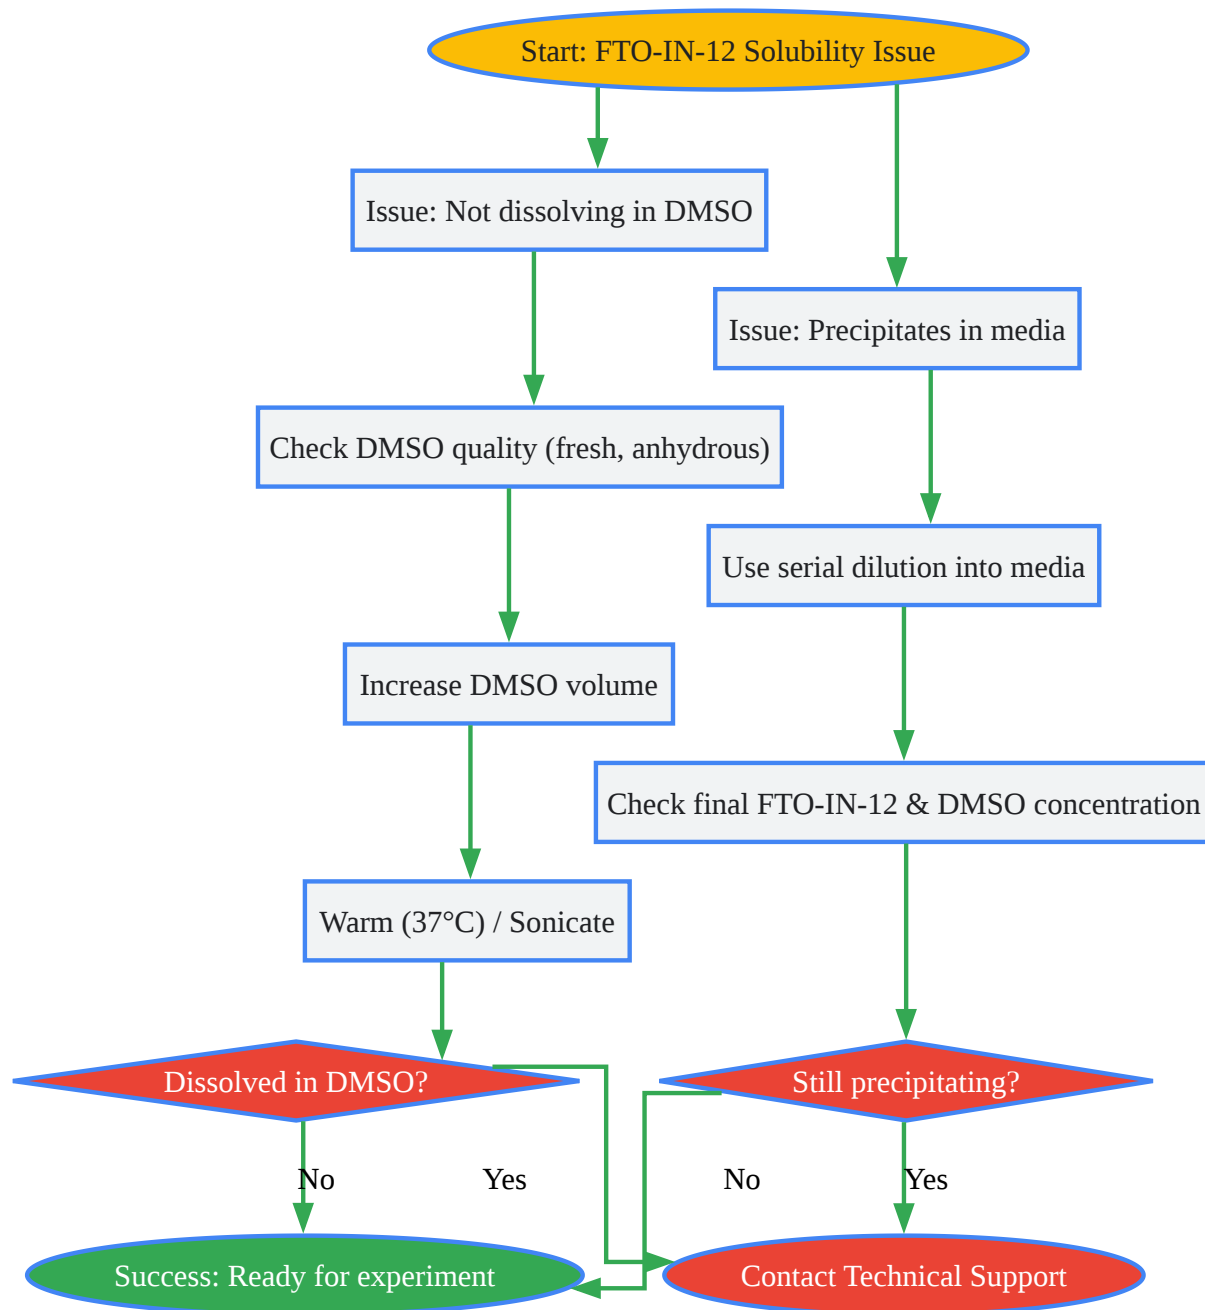 Start: FTO-IN-12 Solubility Issue
Issue: Not dissolving in DMSO
Issue: Precipitates in media
Check DMSO quality (fresh, anhydrous)
Use serial dilution into media
Increase DMSO volume
Check final FTO-IN-12 & DMSO concentration
Warm (37°C) / Sonicate
Dissolved in DMSO?
Still precipitating?
No
Yes
No
Yes
Success: Ready for experiment
Contact Technical Support